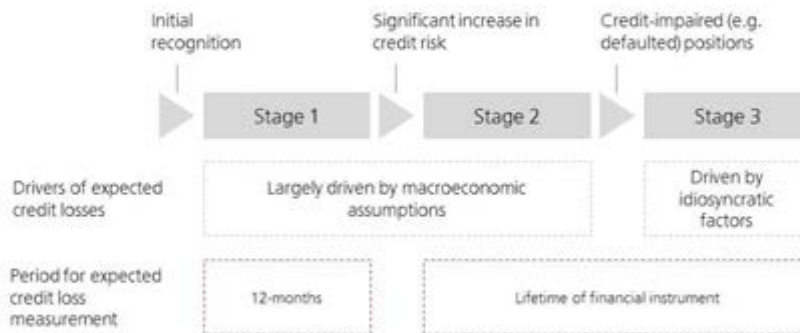 Initial
recognition
Significant increase in
credit risk
Credit-impaired (e.g.
defaulted) positions
Stage 1
Stage 2
Stage 3
Drivers of expected
credit losses
Largely driven by macroeconomic
assumptions
Driven by
idiosyncratic
factors
Period for expected
credit loss
measurement
12-months
Lifetime of financial instrument